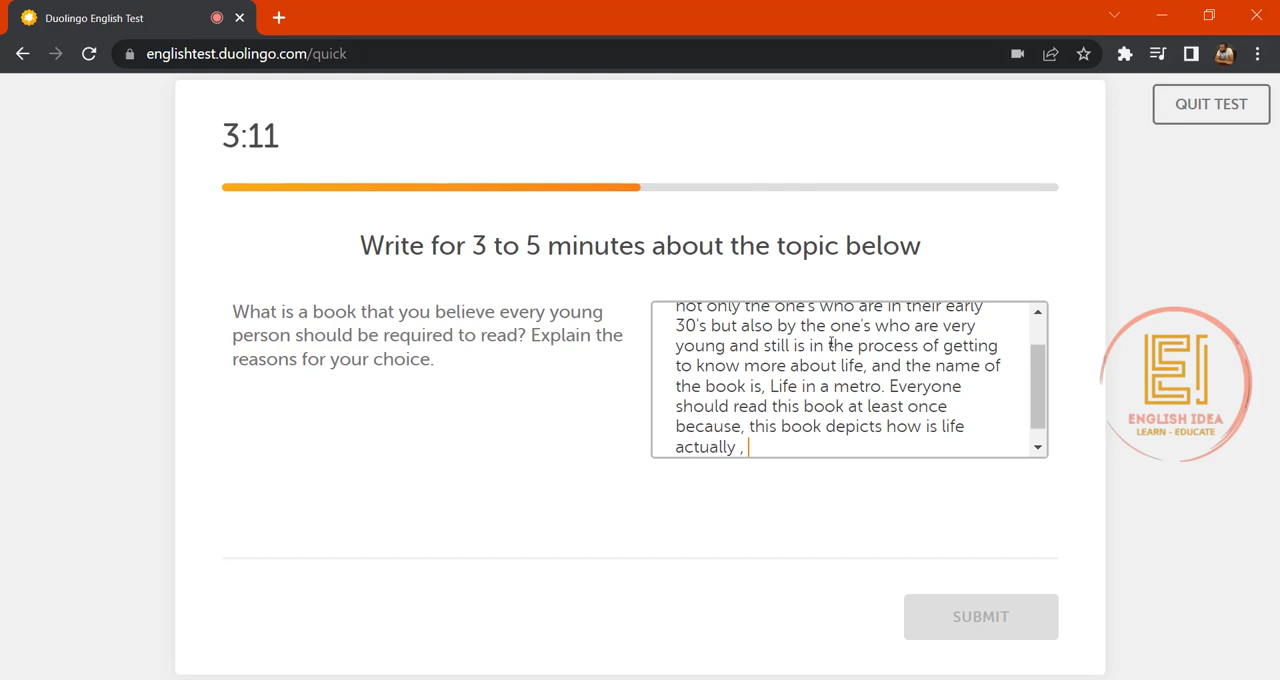 Duolingo English Test
englishtest.duolingo.com/quick
QUIT TEST
3:11
Write for 3 to 5 minutes about the topic below
What is a book that you believe every young
person should be required to read? Explain the
reasons for your choice.
not only the one's who are in their early
30's but also by the one's who are very
young and still is in the process of getting
to know more about life, and the name of
the book is, Life in a metro. Everyone
should read this book at least once
because, this book depicts how is life
actually ,
EI
ENGLISH IDEA
LEARN - EDUCATE
SUBMIT